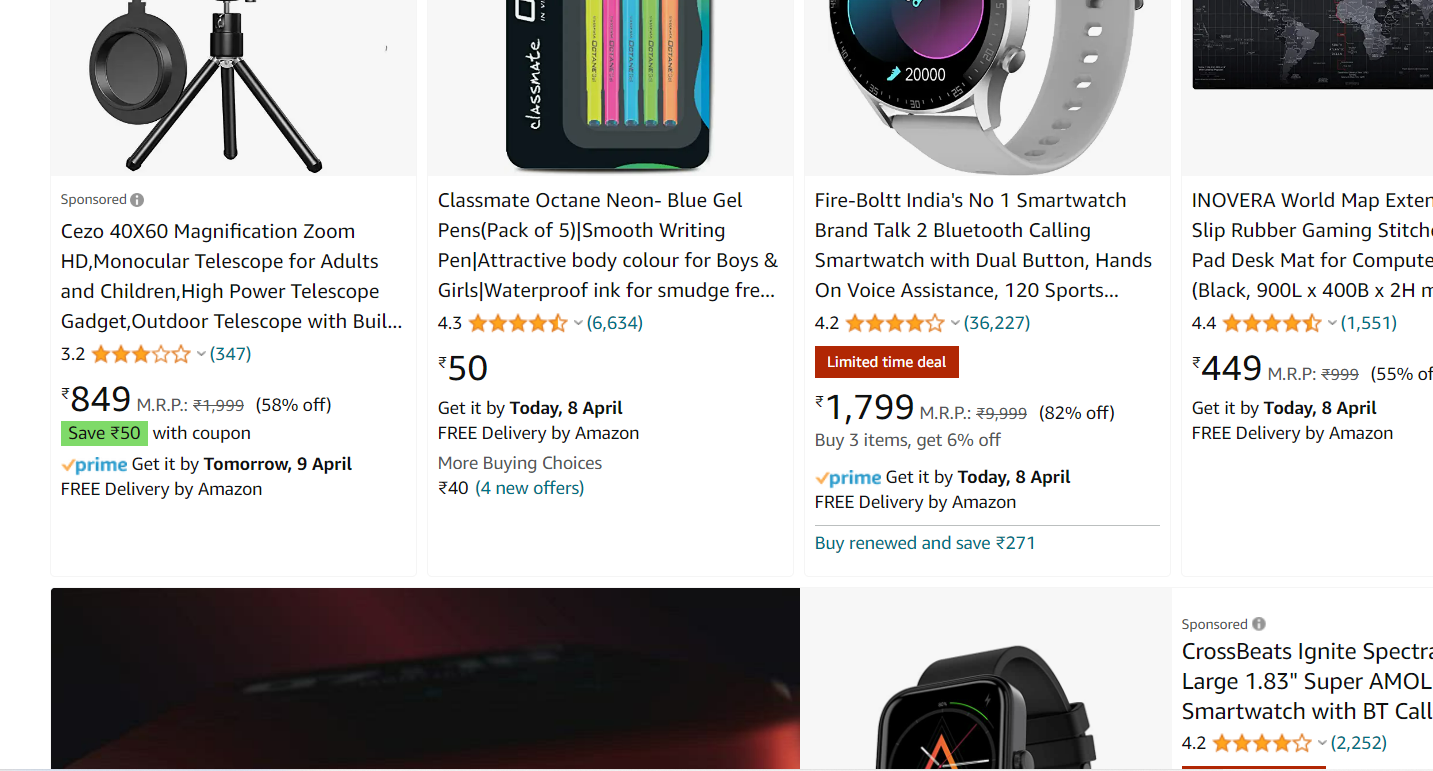 classmate
OCTANE
OCTANE
OCTANE
OCTANE
OCTANE
20000
40
35
30
25
Sponsored
Cezo 40X60 Magnification Zoom
HD,Monocular Telescope for Adults
and Children,High Power Telescope
Gadget,Outdoor Telescope with Buil...
3.2 (347)
₹849 M.R.P.: ₹1,999 (58% off)
Save ₹50 with coupon
prime Get it by Tomorrow, 9 April
FREE Delivery by Amazon
Classmate Octane Neon- Blue Gel
Pens(Pack of 5)|Smooth Writing
Pen|Attractive body colour for Boys &
Girls|Waterproof ink for smudge fre...
4.3 (6,634)
₹50
Get it by Today, 8 April
FREE Delivery by Amazon
More Buying Choices
₹40 (4 new offers)
Fire-Boltt India's No 1 Smartwatch
Brand Talk 2 Bluetooth Calling
Smartwatch with Dual Button, Hands
On Voice Assistance, 120 Sports...
4.2 (36,227)
Limited time deal
₹1,799 M.R.P.: ₹9,999 (82% off)
Buy 3 items, get 6% off
prime Get it by Today, 8 April
FREE Delivery by Amazon
Buy renewed and save ₹271
INOVERA World Map Exten
Slip Rubber Gaming Stitche
Pad Desk Mat for Compute
(Black, 900L x 400B x 2H m
4.4 (1,551)
₹449 M.R.P: ₹999 (55% of
Get it by Today, 8 April
FREE Delivery by Amazon
Sponsored
CrossBeats Ignite Spectra
Large 1.83" Super AMOL
Smartwatch with BT Call
4.2 (2,252)